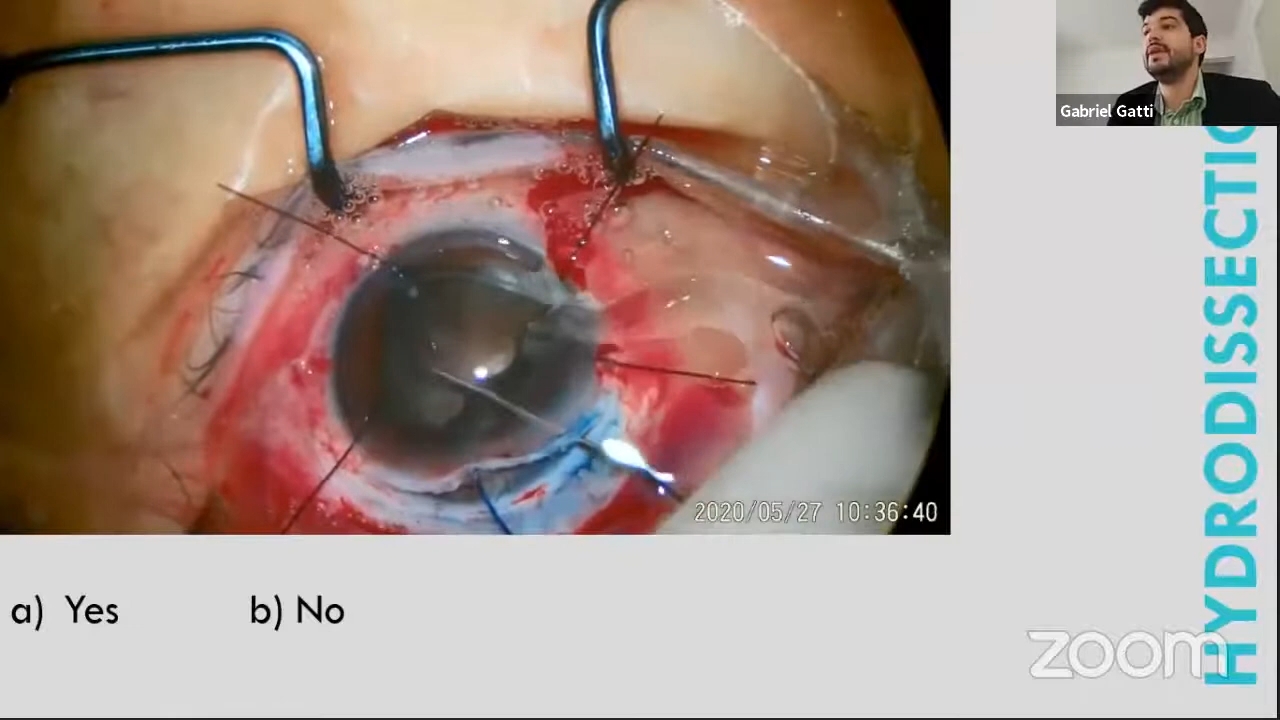 Gabriel Gatti
HYDRODISSECTIO
2020/05/27 10:36:40
a) Yes
b) No
zoom